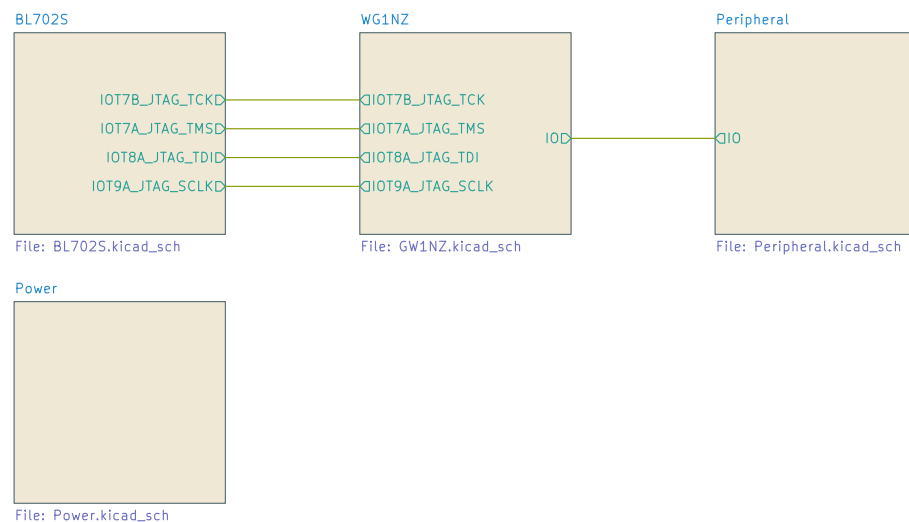 BL702S
IOT7B_JTAG_TCK
IOT7A_JTAG_TMS
IOT8A_JTAG_TDI
IOT9A_JTAG_SCLK
File: BL702S.kicad_sch
WG1NZ
IOT7B_JTAG_TCK
IOT7A_JTAG_TMS
IOT8A_JTAG_TDI
IOT9A_JTAG_SCLK
IO
File: GW1NZ.kicad_sch
Peripheral
IO
File: Peripheral.kicad_sch
Power
File: Power.kicad_sch